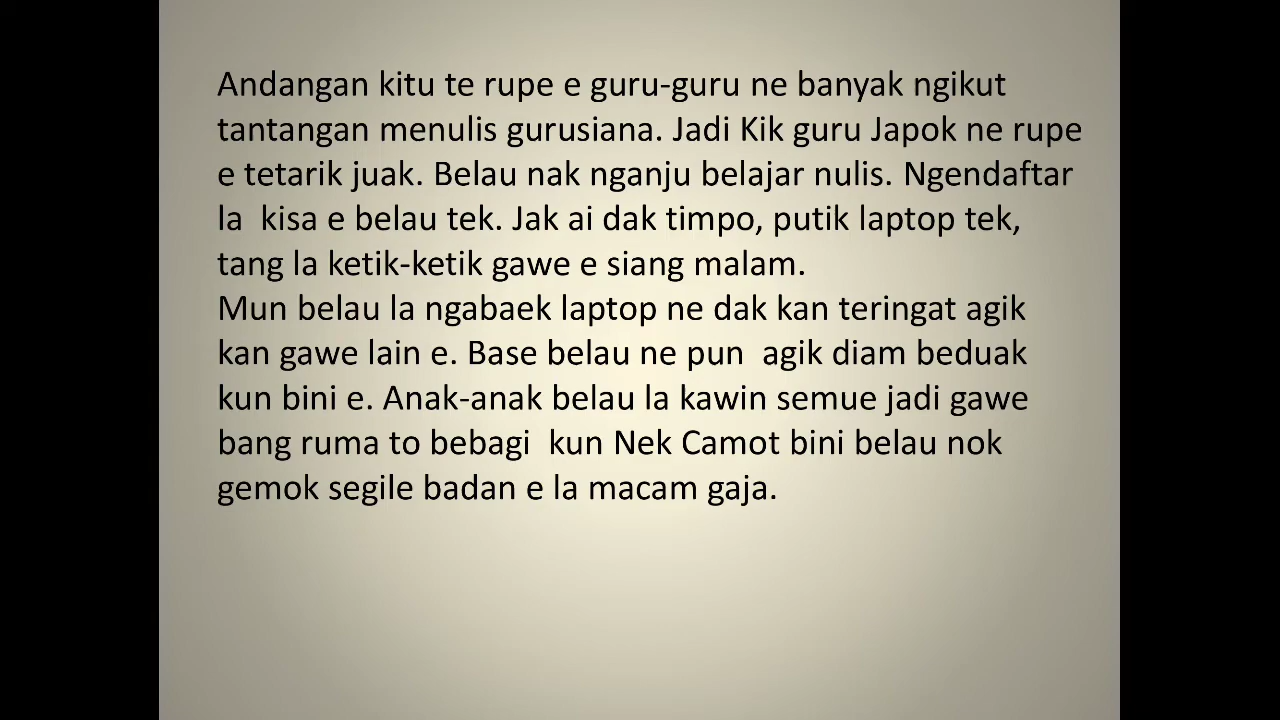 Andangan kitu te rupe e guru-guru ne banyak ngikut
tantangan menulis gurusiana. Jadi Kik guru Japok ne rupe
e tetarik juak. Belau nak nganju belajar nulis. Ngendaftar
la  kisa e belau tek. Jak ai dak timpo, putik laptop tek,
tang la ketik-ketik gawe e siang malam.
Mun belau la ngabaek laptop ne dak kan teringat agik
kan gawe lain e. Base belau ne pun  agik diam beduak
kun bini e. Anak-anak belau la kawin semue jadi gawe
bang ruma to bebagi  kun Nek Camot bini belau nok
gemok segile badan e la macam gaja.